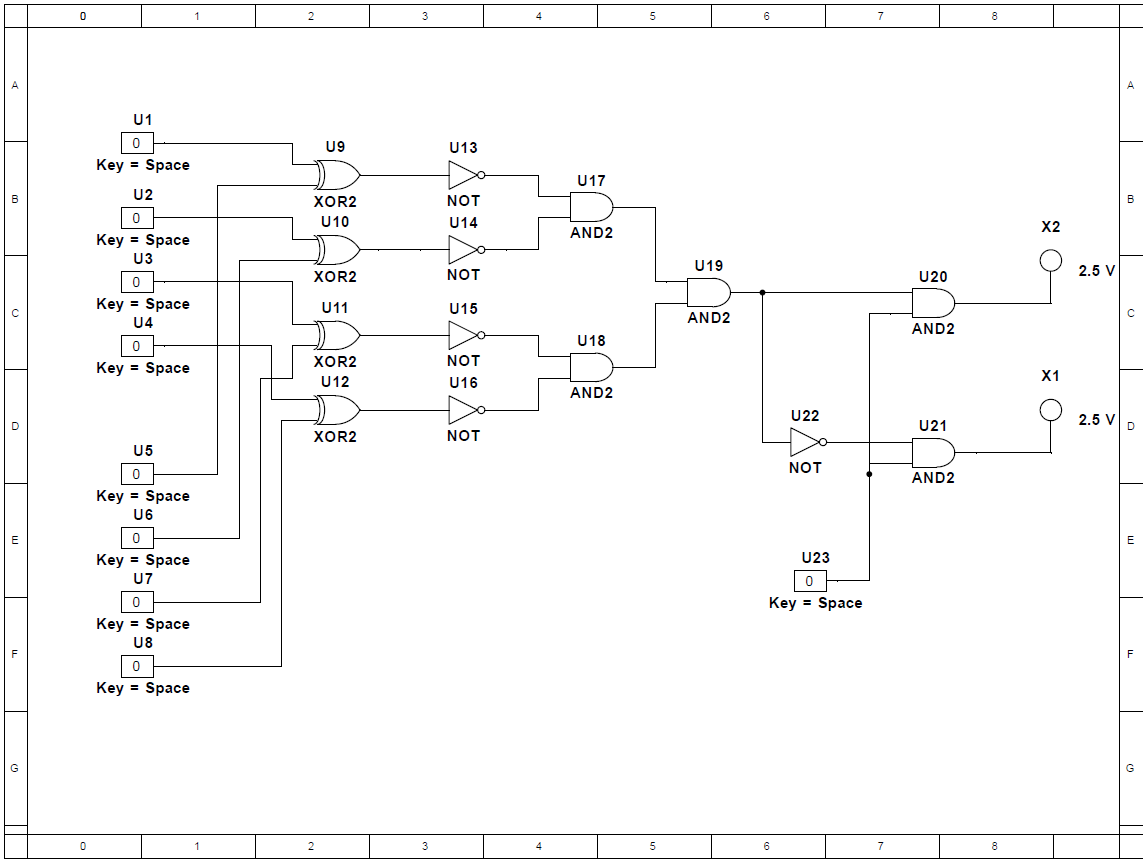 0 1 2 3 4 5 6 7 8
A A
U1
0
Key = Space
U9
XOR2
U13
NOT
B B
U17
AND2
U2
0
Key = Space
U10
XOR2
U14
NOT
X2
2.5 V
U3
0
Key = Space
U19
AND2
U20
AND2
C C
U11
XOR2
U15
NOT
U4
0
Key = Space
U18
AND2
X1
2.5 V
U12
XOR2
U16
NOT
D D
U22
NOT
U21
AND2
U5
0
Key = Space
U6
0
Key = Space
E E
U23
0
Key = Space
U7
0
Key = Space
U8
0
Key = Space
F F
G G
0 1 2 3 4 5 6 7 8